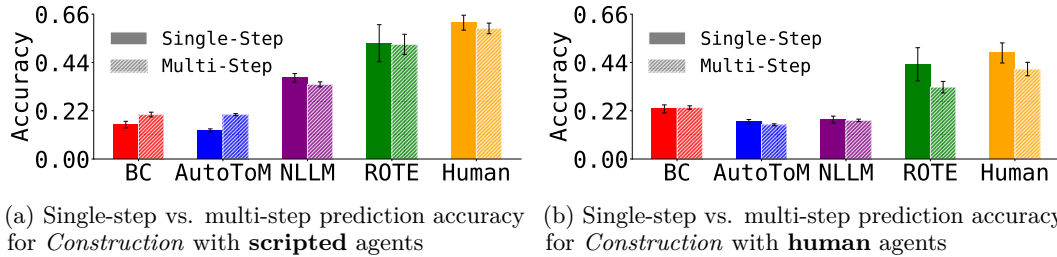 0.66
0.44
0.22
0.00
Accuracy
Single-Step
Multi-Step
BC AutoToM NLLM ROTE Human
(a) Single-step vs. multi-step prediction accuracy
for Construction with scripted agents
0.66
0.44
0.22
0.00
Accuracy
Single-Step
Multi-Step
BC AutoToM NLLM ROTE Human
(b) Single-step vs. multi-step prediction accuracy
for Construction with human agents